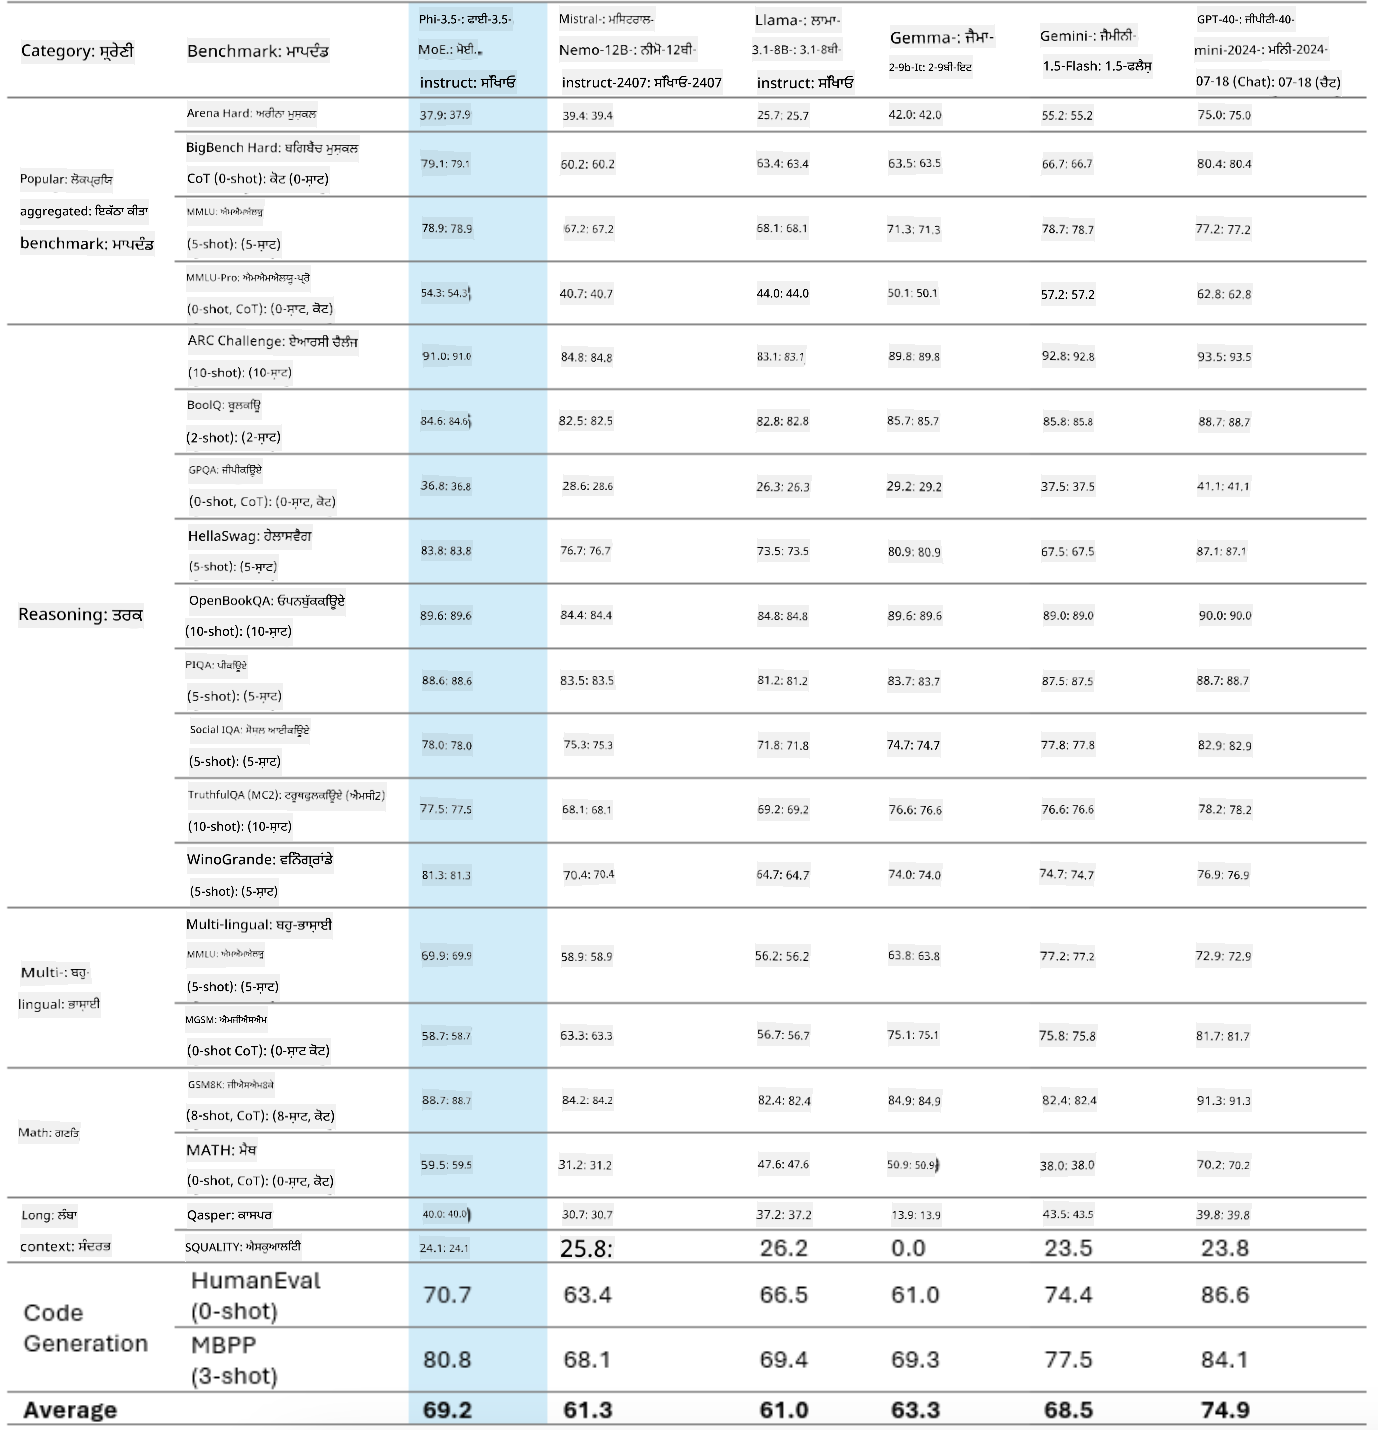 Category: ਸ਼੍ਰੇਣੀ
Benchmark: ਮਾਪਦੰਡ
Phi-3.5-: ਫਾਈ-3.5-
MoE.: ਮੋਈ.
instruct: ਸਿੱਖਿਆਓ
Mistral-: ਮਿਸਟਰਾਲ-
Nemo-12B-: ਨੀਮੋ-12ਬੀ-
instruct-2407: ਸਿੱਖਿਆਓ-2407
Llama-: ਲਾਮਾ-
3.1-8B-: 3.1-8ਬੀ-
instruct: ਸਿੱਖਿਆਓ
Gemma-: ਜੈਮਾ-
2-9b-It: 2-9ਬੀ-ਇਟ
Gemini-: ਜੈਮੀਨੀ-
1.5-Flash: 1.5-ਫਲੈਸ਼
GPT-40-: ਜੀਪੀਟੀ-40-
mini-2024-: ਮਿਨੀ-2024-
07-18 (Chat): 07-18 (ਚੈਟ)
Popular: ਲੋਕਪ੍ਰਿਯ
aggregated: ਇਕੱਠਾ ਕੀਤਾ
benchmark: ਮਾਪਦੰਡ
Arena Hard: ਅਰੀਨਾ ਮੁਸ਼ਕਲ
37.9: 37.9
39.4: 39.4
25.7: 25.7
42.0: 42.0
55.2: 55.2
75.0: 75.0
BigBench Hard: ਬਿਗਬੈਂਚ ਮੁਸ਼ਕਲ
CoT (0-shot): ਕੋਟ (0-ਸ਼ਾਟ)
79.1: 79.1
60.2: 60.2
63.4: 63.4
63.5: 63.5
66.7: 66.7
80.4: 80.4
MMLU: ਐਮਐਮਐਲਯੂ
(5-shot): (5-ਸ਼ਾਟ)
78.9: 78.9
67.2: 67.2
68.1: 68.1
71.3: 71.3
78.7: 78.7
77.2: 77.2
MMLU-Pro: ਐਮਐਮਐਲਯੂ-ਪ੍ਰੋ
(0-shot, CoT): (0-ਸ਼ਾਟ, ਕੋਟ)
54.3: 54.3
40.7: 40.7
44.0: 44.0
50.1: 50.1
57.2: 57.2
62.8: 62.8
Reasoning: ਤਰਕ
ARC Challenge: ਏਆਰਸੀ ਚੈਲੰਜ
(10-shot): (10-ਸ਼ਾਟ)
91.0: 91.0
84.8: 84.8
83.1: 83.1
89.8: 89.8
92.8: 92.8
93.5: 93.5
BoolQ: ਬੂਲਕਿਊ
(2-shot): (2-ਸ਼ਾਟ)
84.6: 84.6
82.5: 82.5
82.8: 82.8
85.7: 85.7
85.8: 85.8
88.7: 88.7
GPQA: ਜੀਪੀਕਿਊਏ
(0-shot, CoT): (0-ਸ਼ਾਟ, ਕੋਟ)
36.8: 36.8
28.6: 28.6
26.3: 26.3
29.2: 29.2
37.5: 37.5
41.1: 41.1
HellaSwag: ਹੇਲਾਸਵੈਗ
(5-shot): (5-ਸ਼ਾਟ)
83.8: 83.8
76.7: 76.7
73.5: 73.5
80.9: 80.9
67.5: 67.5
87.1: 87.1
OpenBookQA: ਓਪਨਬੁੱਕਕਿਊਏ
(10-shot): (10-ਸ਼ਾਟ)
89.6: 89.6
84.4: 84.4
84.8: 84.8
89.6: 89.6
89.0: 89.0
90.0: 90.0
PIQA: ਪੀਕਿਊਏ
(5-shot): (5-ਸ਼ਾਟ)
88.6: 88.6
83.5: 83.5
81.2: 81.2
83.7: 83.7
87.5: 87.5
88.7: 88.7
Social IQA: ਸੋਸ਼ਲ ਆਈਕਿਊਏ
(5-shot): (5-ਸ਼ਾਟ)
78.0: 78.0
75.3: 75.3
71.8: 71.8
74.7: 74.7
77.8: 77.8
82.9: 82.9
TruthfulQA (MC2): ਟਰੂਥਫੁਲਕਿਊਏ (ਐਮਸੀ2)
(10-shot): (10-ਸ਼ਾਟ)
77.5: 77.5
68.1: 68.1
69.2: 69.2
76.6: 76.6
76.6: 76.6
78.2: 78.2
WinoGrande: ਵਿਨੋਗ੍ਰਾਂਡੇ
(5-shot): (5-ਸ਼ਾਟ)
81.3: 81.3
70.4: 70.4
64.7: 64.7
74.0: 74.0
74.7: 74.7
76.9: 76.9
Multi-: ਬਹੁ-
lingual: ਭਾਸ਼ਾਈ
Multi-lingual: ਬਹੁ-ਭਾਸ਼ਾਈ
MMLU: ਐਮਐਮਐਲਯੂ
(5-shot): (5-ਸ਼ਾਟ)
69.9: 69.9
58.9: 58.9
56.2: 56.2
63.8: 63.8
77.2: 77.2
72.9: 72.9
MGSM: ਐਮਜੀਐਸਐਮ
(0-shot CoT): (0-ਸ਼ਾਟ ਕੋਟ)
58.7: 58.7
63.3: 63.3
56.7: 56.7
75.1: 75.1
75.8: 75.8
81.7: 81.7
Math: ਗਣਿਤ
GSM8K: ਜੀਐਸਐਮ8ਕੇ
(8-shot, CoT): (8-ਸ਼ਾਟ, ਕੋਟ)
88.7: 88.7
84.2: 84.2
82.4: 82.4
84.9: 84.9
82.4: 82.4
91.3: 91.3
MATH: ਮੈਥ
(0-shot, CoT): (0-ਸ਼ਾਟ, ਕੋਟ)
59.5: 59.5
31.2: 31.2
47.6: 47.6
50.9: 50.9
38.0: 38.0
70.2: 70.2
Long: ਲੰਬਾ
context: ਸੰਦਰਭ
Qasper: ਕਾਸਪਰ
40.0: 40.0
30.7: 30.7
37.2: 37.2
13.9: 13.9
43.5: 43.5
39.8: 39.8
SQUALITY: ਐਸਕੁਆਲਿਟੀ
24.1: 24.1
25.8:
26.2
0.0
23.5
23.8
Code
Generation
HumanEval
(0-shot)
70.7
63.4
66.5
61.0
74.4
86.6
MBPP
(3-shot)
80.8
68.1
69.4
69.3
77.5
84.1
Average
69.2
61.3
61.0
63.3
68.5
74.9